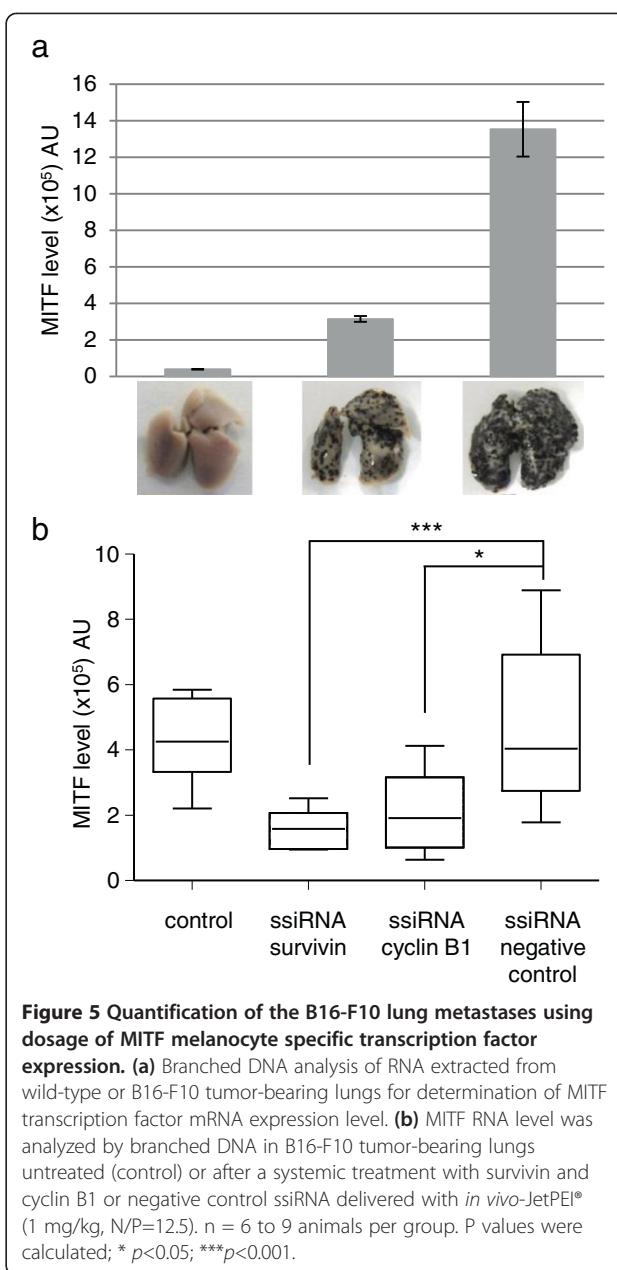 a
16
14
12
10
8
6
4
2
0
MITF level (x10⁵) AU
b
***
*
10
8
6
4
2
0
MITF level (x10⁵) AU
control
ssiRNA
survivin
ssiRNA
cyclin B1
ssiRNA
negative
control
Figure 5 Quantification of the B16-F10 lung metastases using
dosage of MITF melanocyte specific transcription factor
expression. (a) Branched DNA analysis of RNA extracted from
wild-type or B16-F10 tumor-bearing lungs for determination of MITF
transcription factor mRNA expression level. (b) MITF RNA level was
analyzed by branched DNA in B16-F10 tumor-bearing lungs
untreated (control) or after a systemic treatment with survivin and
cyclin B1 or negative control ssiRNA delivered with in vivo-JetPEI®
(1 mg/kg, N/P=12.5). n = 6 to 9 animals per group. P values were
calculated; * p<0.05; ***p<0.001.